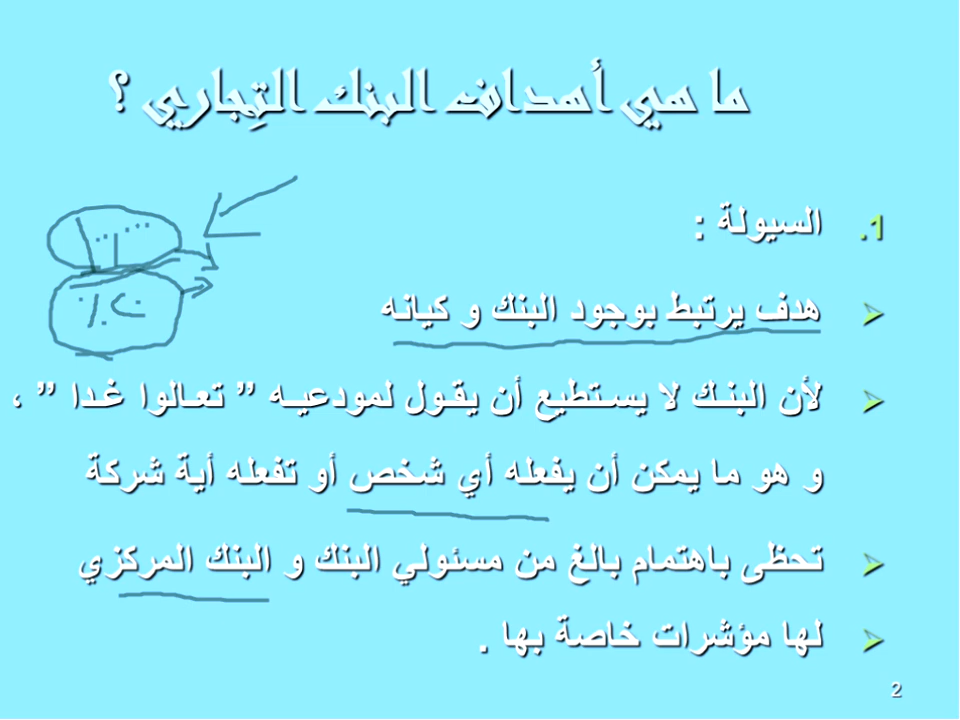 ما هي أهداف البنك التِجاري ؟
1. السيولة :
هدف يرتبط بوجود البنك و كيانه
لأن البنك لا يستطيع أن يقول لمودعيه ” تعالوا غدا ” ،
و هو ما يمكن أن يفعله أي شخص أو تفعله أية شركة
تحظى باهتمام بالغ من مسئولي البنك و البنك المركزي
لها مؤشرات خاصة بها .
2